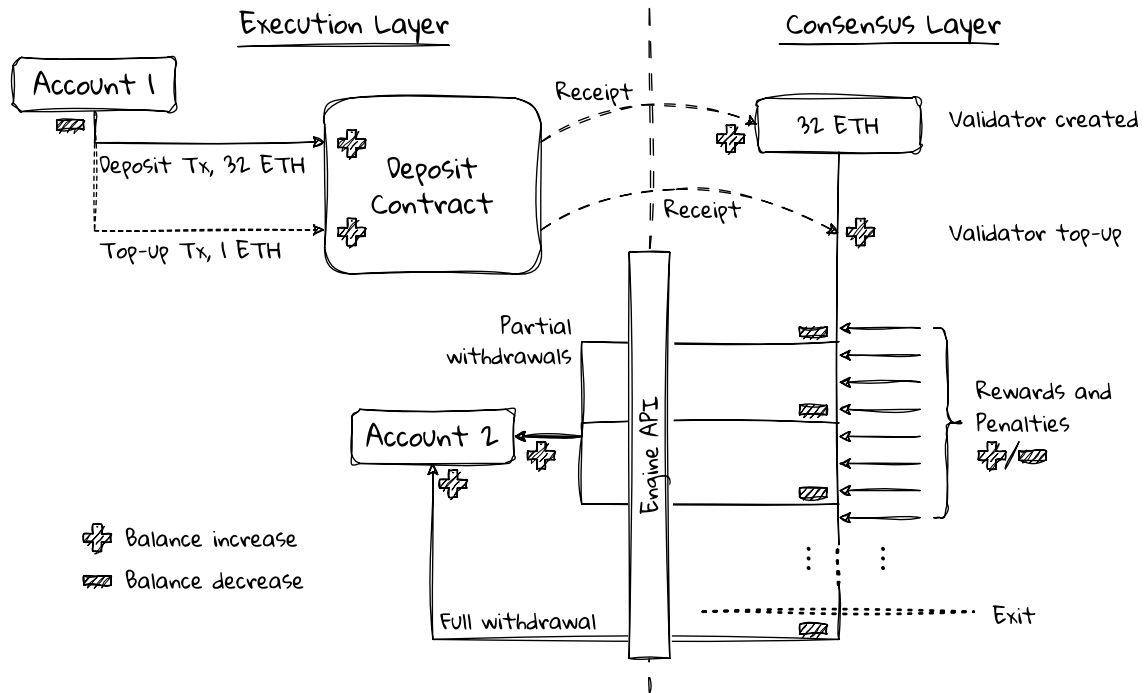 Execution Layer
Consensus Layer
Account 1
Receipt
32 ETH
Validator created
Deposit Tx, 32 ETH
Deposit
Contract
Receipt
Validator top-up
Top-up Tx, 1 ETH
Partial
withdrawals
Rewards and
Penalties
/
Account 2
Engine API
Balance increase
Balance decrease
Full withdrawal
Exit